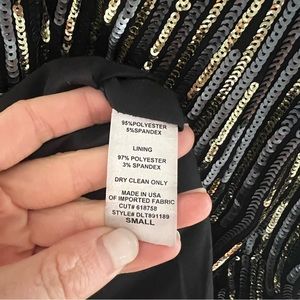 95%POLYESTER
5%SPANDEX
LINING
97% POLYESTER
3% SPANDEX
DRY CLEAN ONLY
MADE IN USA
OF IMPORTED FABRIC
CUT# 618758
STYLE# DLT891189
SMALL